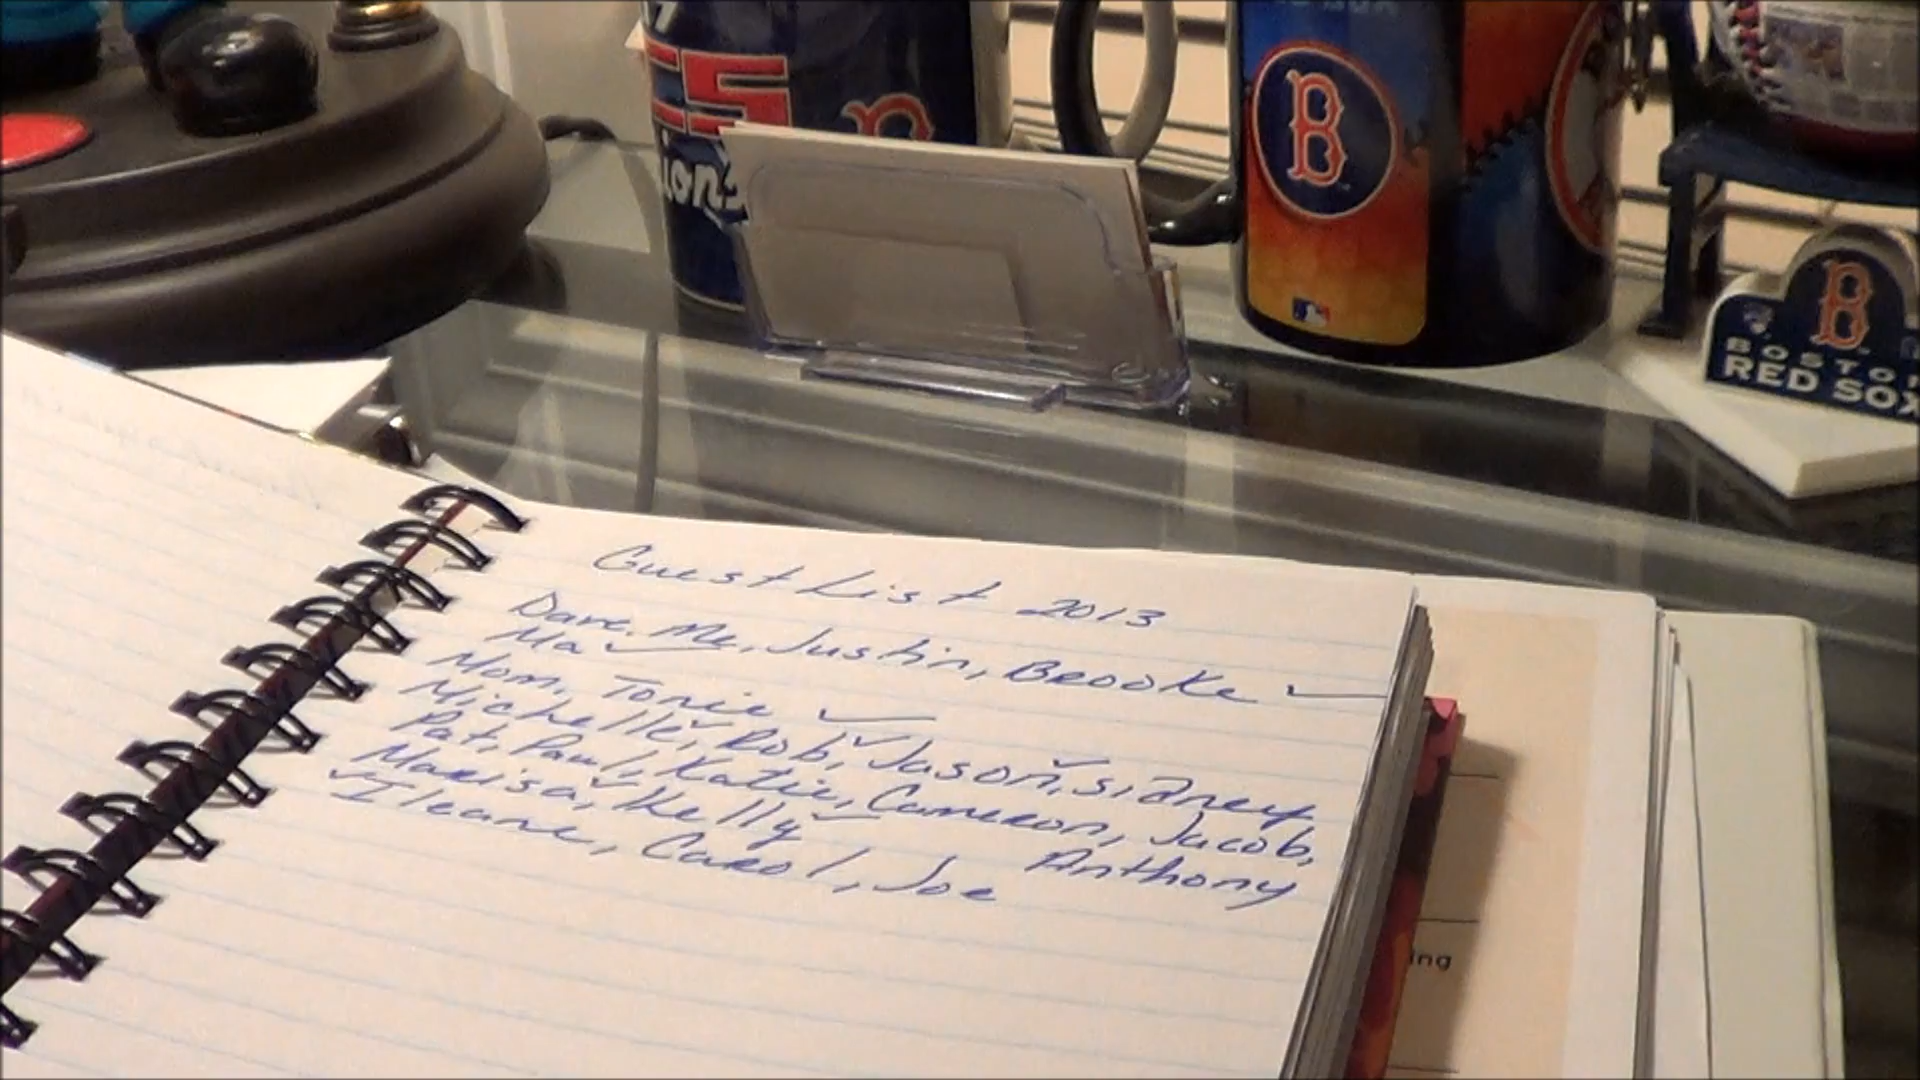 B
BOSTON
RED SOX
Guest List 2013
Dave, Me, Justin, Brooke
Ma
Mom, Tonie
Michelle, Rob, Jason, Sidney
Pat, Paul, Katie, Cameron, Jacob,
Anthony
Marisa, Kelly
Ileane, Carol, Joe
ing